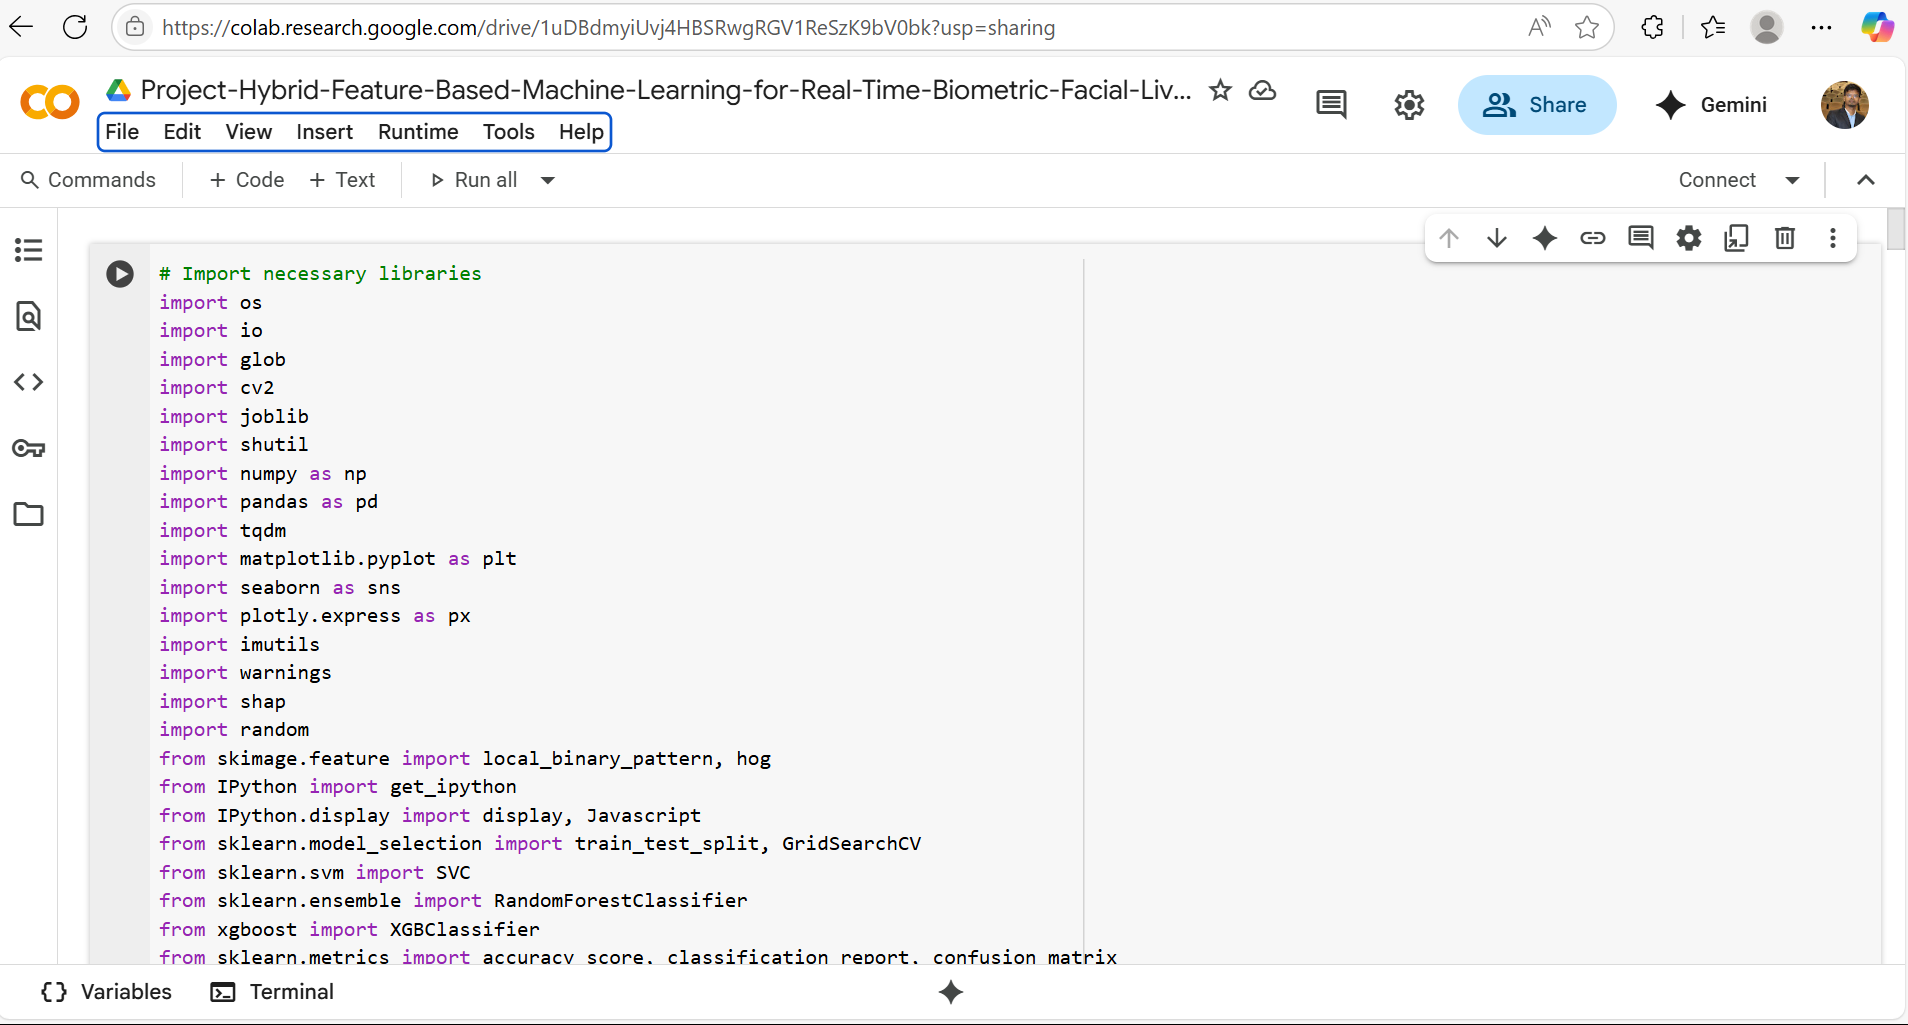 https://colab.research.google.com/drive/1uDBdmyiUvj4HBSRwgRGV1ReSzK9bV0bk?usp=sharing
Project-Hybrid-Feature-Based-Machine-Learning-for-Real-Time-Biometric-Facial-Liv...
Share
Gemini
File Edit View Insert Runtime Tools Help
Commands + Code + Text Run all Connect
# Import necessary libraries
import os
import io
import glob
import cv2
import joblib
import shutil
import numpy as np
import pandas as pd
import tqdm
import matplotlib.pyplot as plt
import seaborn as sns
import plotly.express as px
import imutils
import warnings
import shap
import random
from skimage.feature import local_binary_pattern, hog
from IPython import get_ipython
from IPython.display import display, Javascript
from sklearn.model_selection import train_test_split, GridSearchCV
from sklearn.svm import SVC
from sklearn.ensemble import RandomForestClassifier
from xgboost import XGBClassifier
from sklearn.metrics import accuracy_score, classification_report, confusion_matrix
Variables Terminal